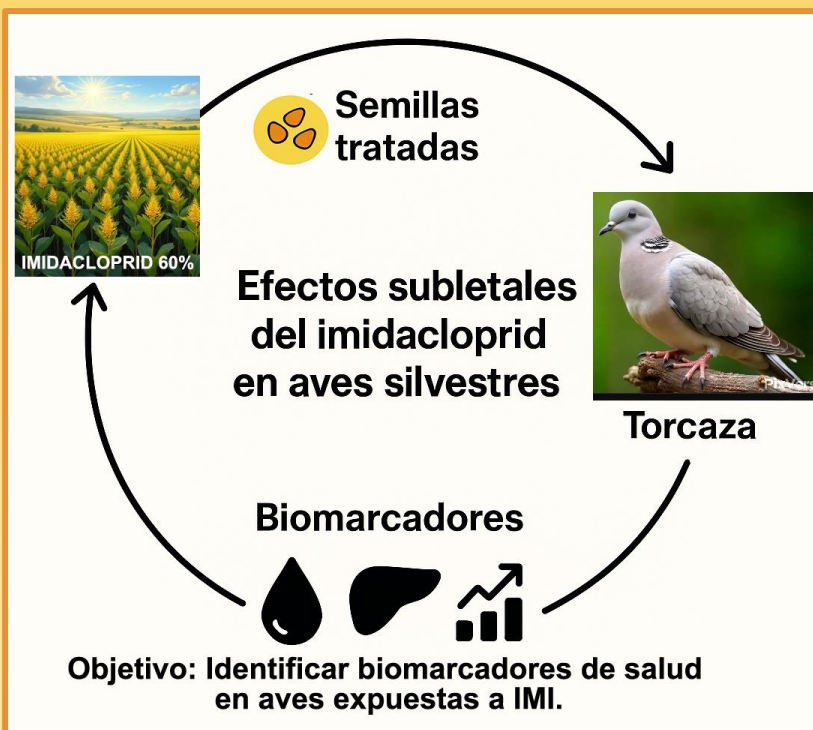 Semillas
tratadas
IMIDACLOPRID 60%
Efectos subletales
del imidacloprid
en aves silvestres
Torcaza
Biomarcadores
Objetivo: Identificar biomarcadores de salud
en aves expuestas a IMI.